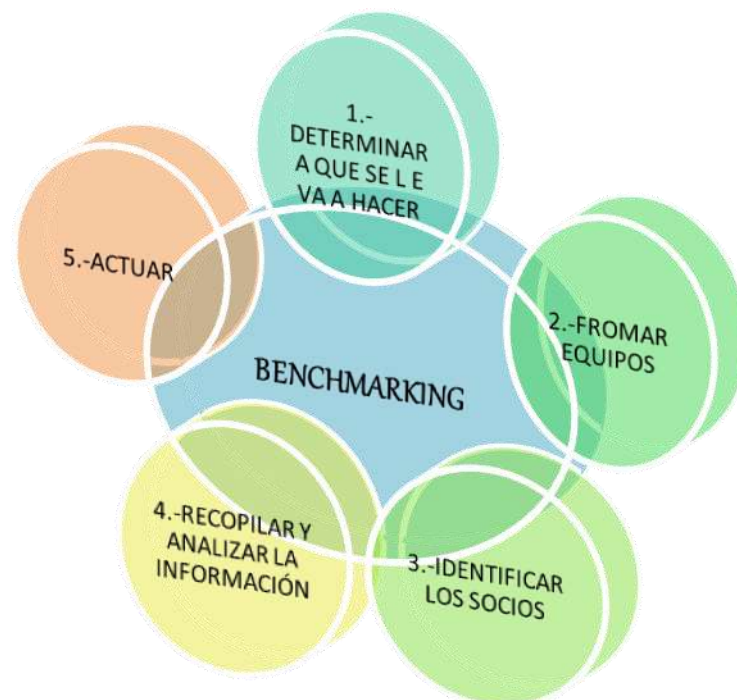 1.-
DETERMINAR
A QUE SE L E
VA A HACER
2.-FROMAR
EQUIPOS
3.-IDENTIFICAR
LOS SOCIOS
4.-RECOPILAR Y
ANALIZAR LA
INFORMACIÓN
5.-ACTUAR
BENCHMARKING